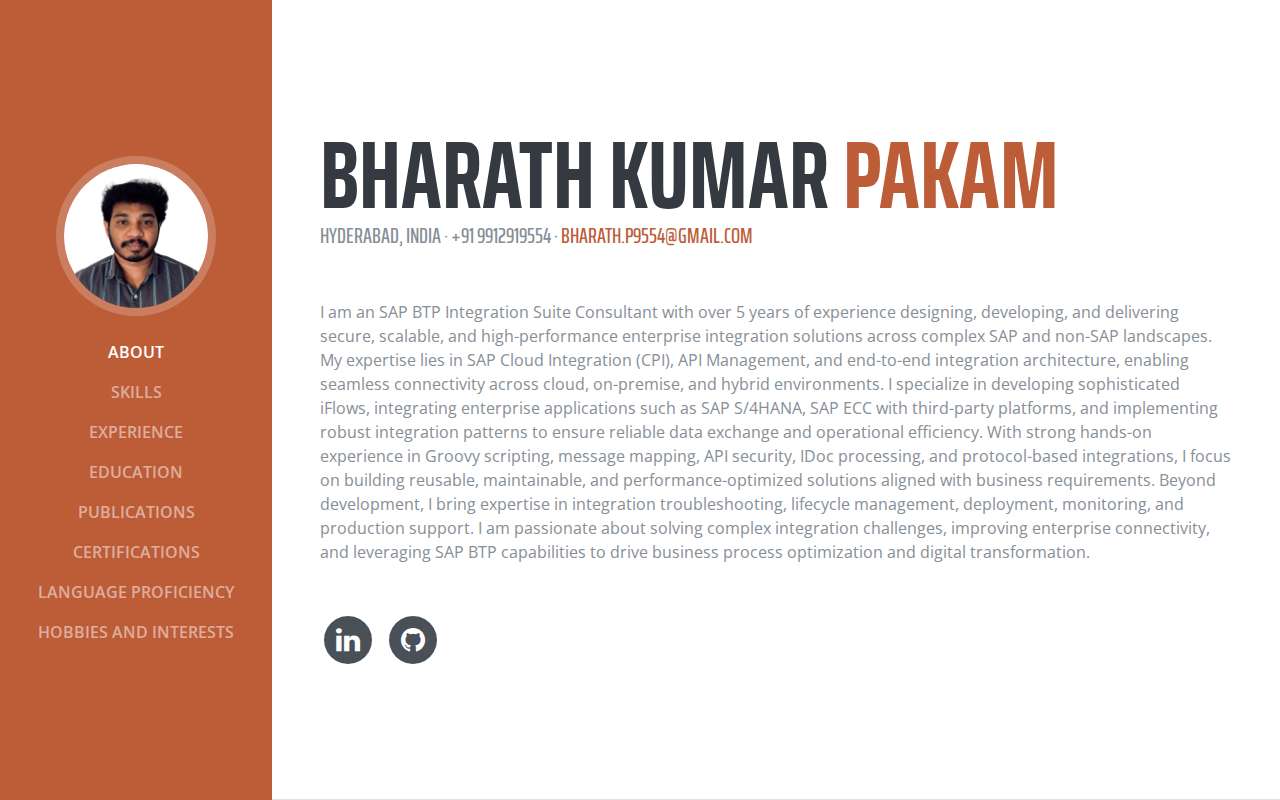 ABOUT
SKILLS
EXPERIENCE
EDUCATION
PUBLICATIONS
CERTIFICATIONS
LANGUAGE PROFICIENCY
HOBBIES AND INTERESTS
BHARATH KUMAR PAKAM
HYDERABAD, INDIA · +91 9912919554 · BHARATH.P9554@GMAIL.COM
I am an SAP BTP Integration Suite Consultant with over 5 years of experience designing, developing, and delivering
secure, scalable, and high-performance enterprise integration solutions across complex SAP and non-SAP landscapes.
My expertise lies in SAP Cloud Integration (CPI), API Management, and end-to-end integration architecture, enabling
seamless connectivity across cloud, on-premise, and hybrid environments. I specialize in developing sophisticated
iFlows, integrating enterprise applications such as SAP S/4HANA, SAP ECC with third-party platforms, and implementing
robust integration patterns to ensure reliable data exchange and operational efficiency. With strong hands-on
experience in Groovy scripting, message mapping, API security, IDoc processing, and protocol-based integrations, I focus
on building reusable, maintainable, and performance-optimized solutions aligned with business requirements. Beyond
development, I bring expertise in integration troubleshooting, lifecycle management, deployment, monitoring, and
production support. I am passionate about solving complex integration challenges, improving enterprise connectivity,
and leveraging SAP BTP capabilities to drive business process optimization and digital transformation.